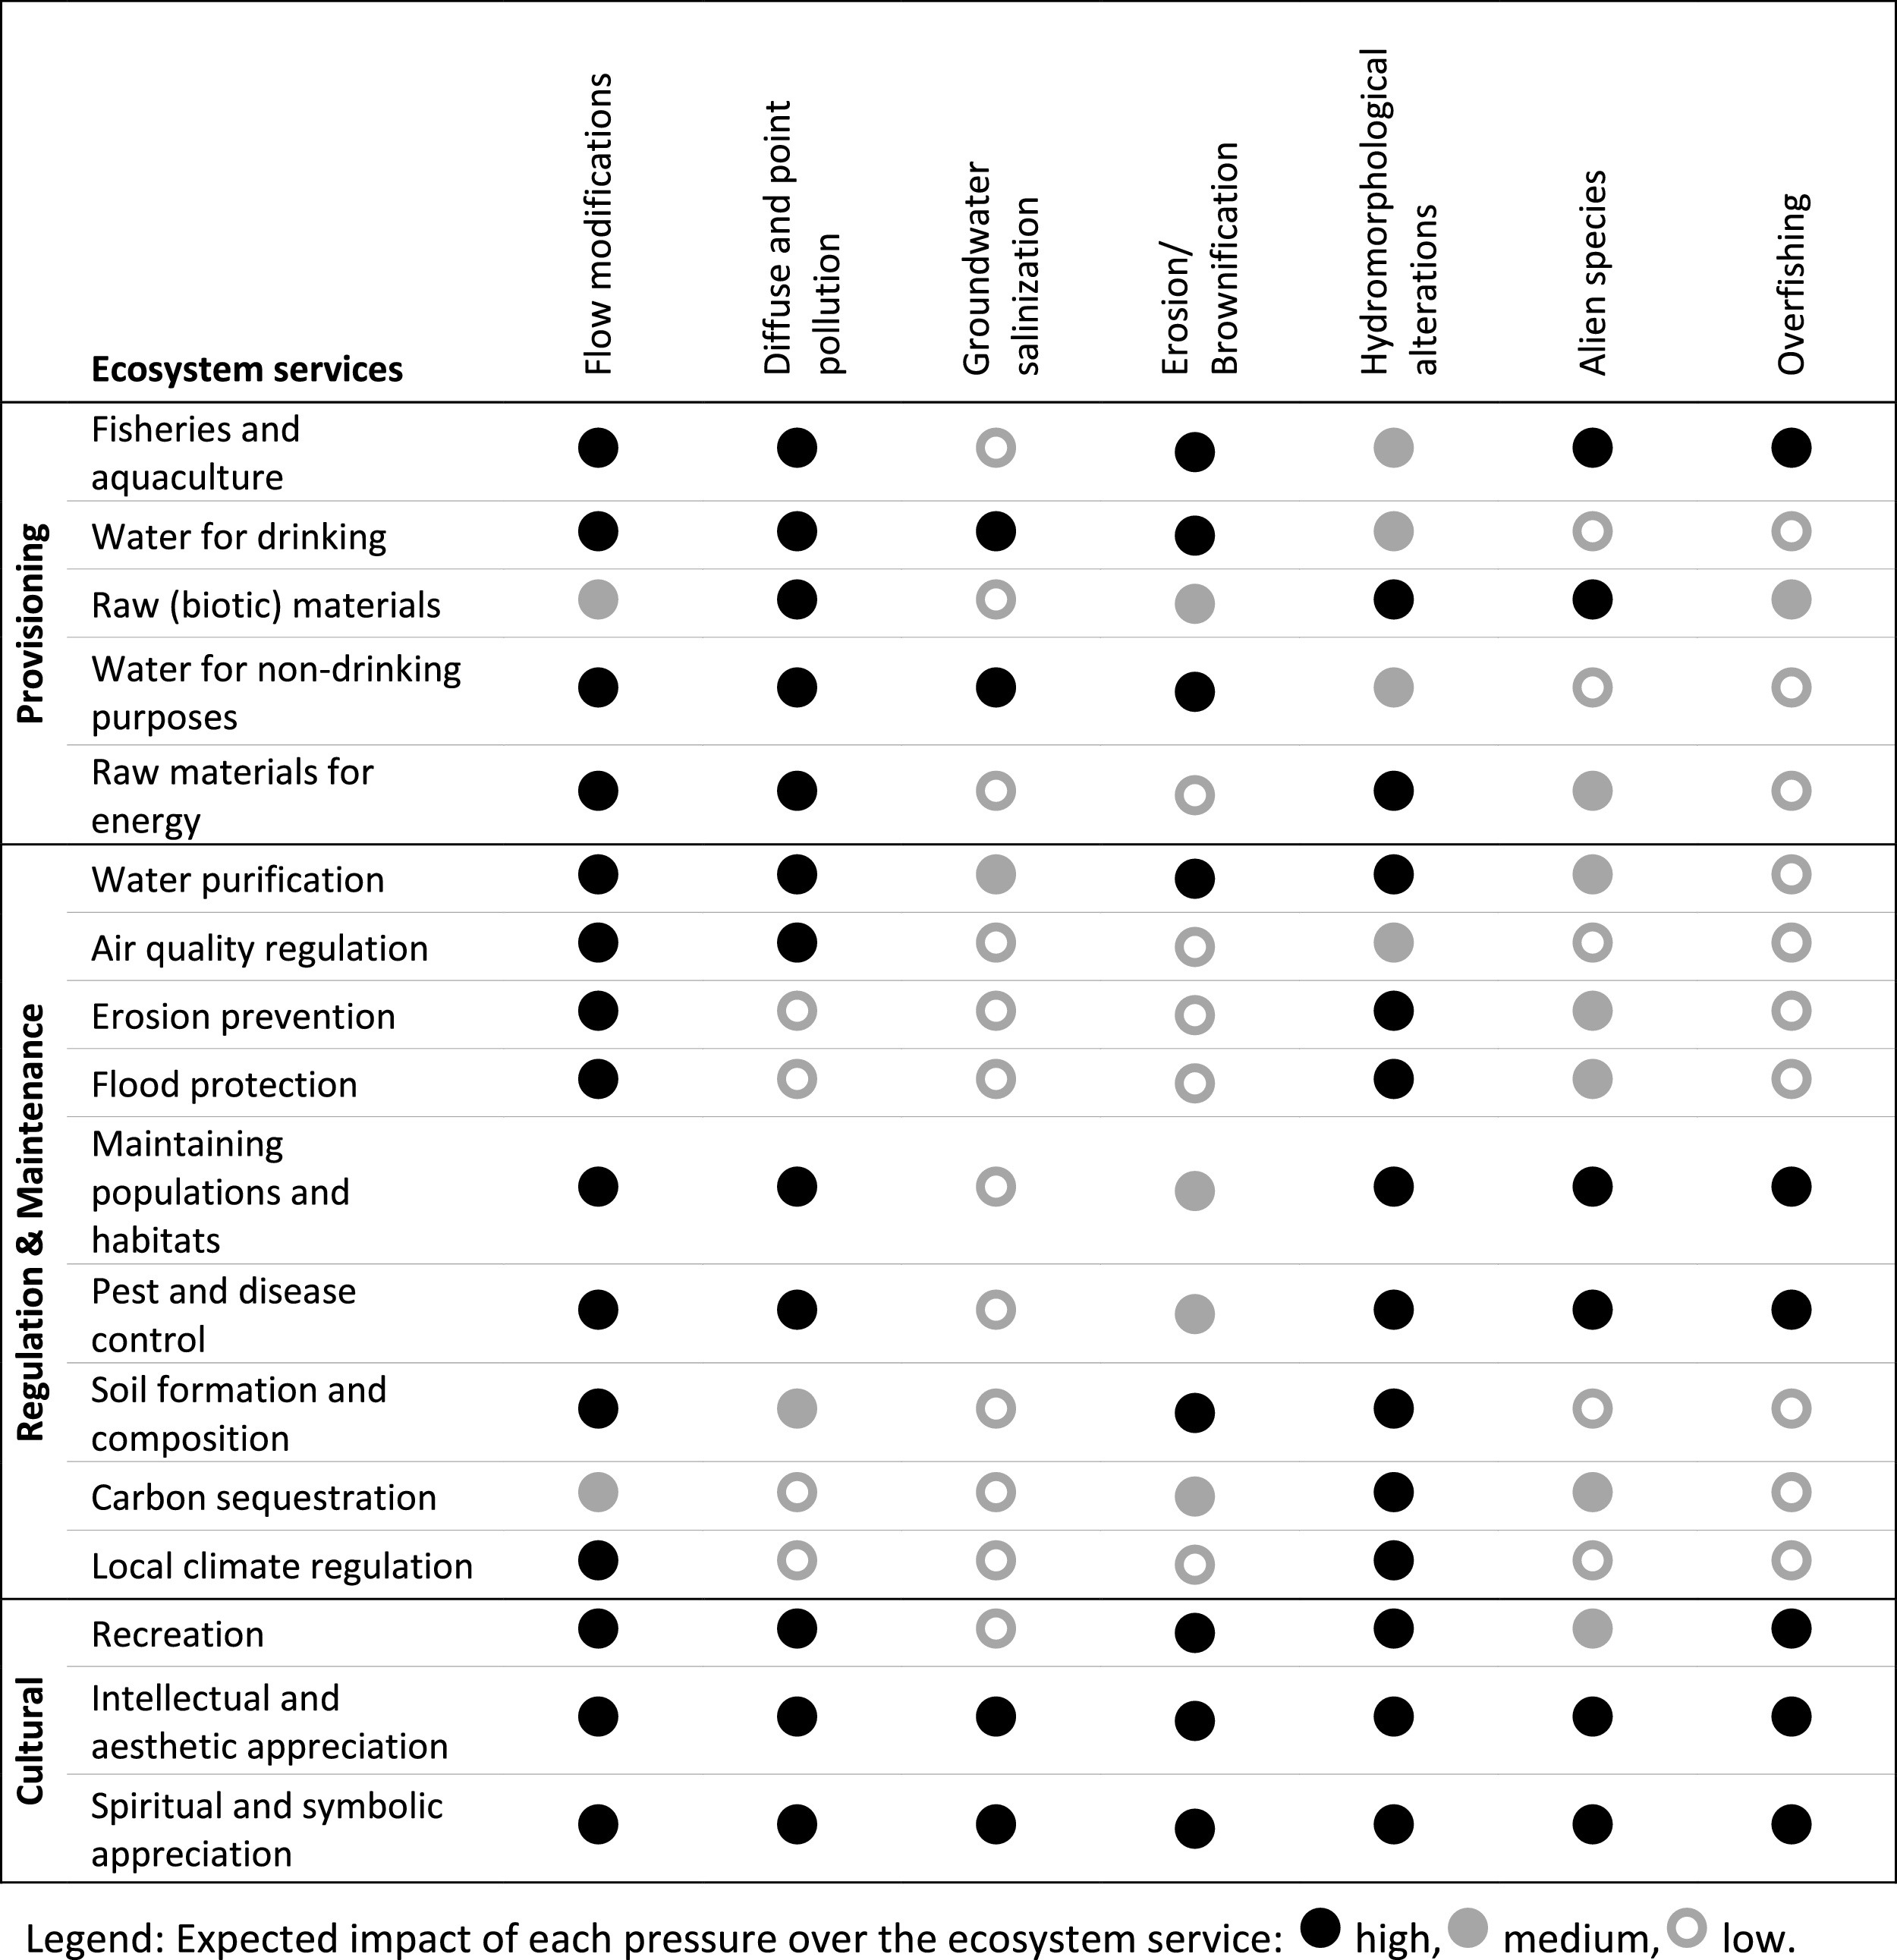 Ecosystem services
Flow modifications
Diffuse and point
pollution
Groundwater
salinization
Erosion/
Brownification
Hydromorphological
alterations
Alien species
Overfishing
Provisioning
Fisheries and
aquaculture
Water for drinking
Raw (biotic) materials
Water for non-drinking
purposes
Raw materials for
energy
Regulation & Maintenance
Water purification
Air quality regulation
Erosion prevention
Flood protection
Maintaining
populations and
habitats
Pest and disease
control
Soil formation and
composition
Carbon sequestration
Local climate regulation
Cultural
Recreation
Intellectual and
aesthetic appreciation
Spiritual and symbolic
appreciation
Legend: Expected impact of each pressure over the ecosystem service: high, medium, low.